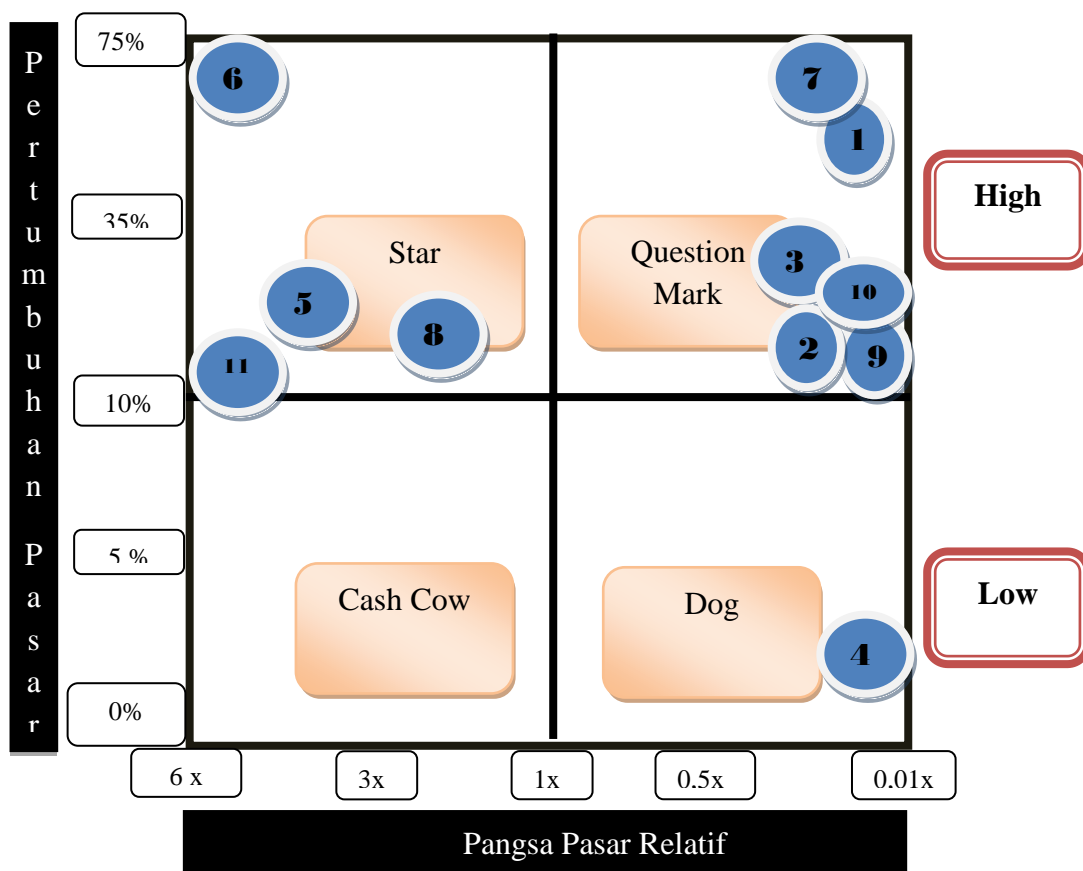 Pertumbuhan Pasar
75%
35%
10%
5 %
0%
6
7
1
High
Star
Question
Mark
3
5
10
8
2
9
11
Cash Cow
Dog
Low
4
6 x
3x
1x
0.5x
0.01x
Pangsa Pasar Relatif